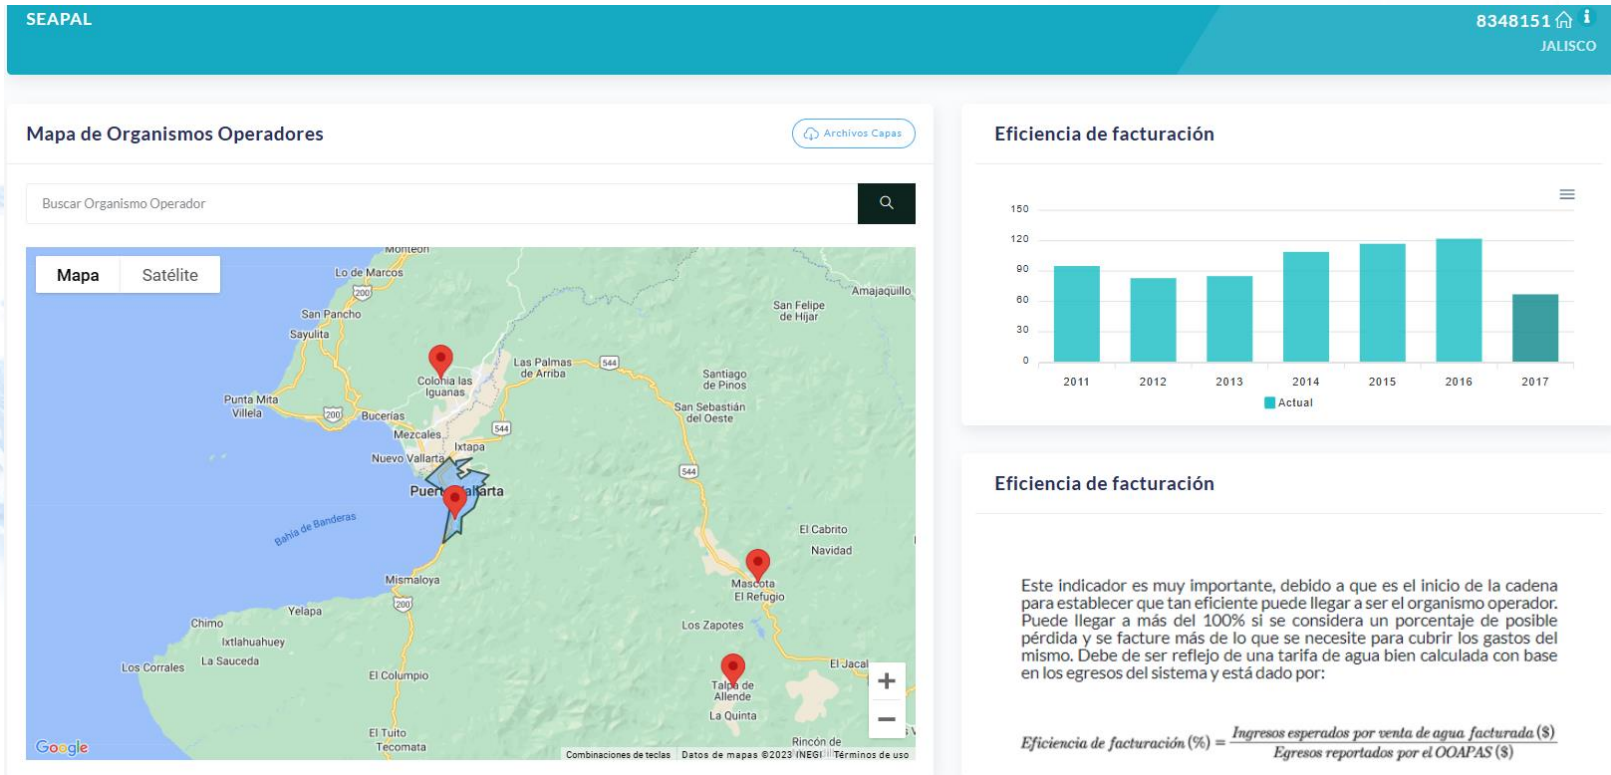 SEAPAL
8348151
JALISCO
Mapa de Organismos Operadores
Archivos Capas
Buscar Organismo Operador
Mapa
Satélite
Monteón
Lo de Marcos
200
San Pancho
Sayulita
Amajaquillo
San Felipe
de Híjar
Las Palmas
de Arriba
544
Colonia las
Iguanas
Santiago
de Pinos
Punta Mita
Villela
200
Bucerías
San Sebastián
del Oeste
544
Mezcales
Ixtapa
Nuevo Vallarta
544
Puerto Vallarta
Bahía de Banderas
El Cabrito
Navidad
Mismaloya
Mascota
El Refugio
200
Yelapa
Chimo
Los Zapotes
Ixtlahuahuey
La Sauceda
Los Corrales
El Jacal
El Columpio
Talpa de
Allende
La Quinta
El Tuito
Tecomata
Rincón de
Google
Combinaciones de teclas
Datos de mapas ©2023 INEGI
Términos de uso
Eficiencia de facturación
150
120
90
60
30
0
2011 2012 2013 2014 2015 2016 2017
Actual
Eficiencia de facturación
Este indicador es muy importante, debido a que es el inicio de la cadena
para establecer que tan eficiente puede llegar a ser el organismo operador.
Puede llegar a más del 100% si se considera un porcentaje de posible
pérdida y se facture más de lo que se necesite para cubrir los gastos del
mismo. Debe de ser reflejo de una tarifa de agua bien calculada con base
en los egresos del sistema y está dado por:
Eficiencia de facturación (%) = Ingresos esperados por venta de agua facturada ($)
Egresos reportados por el OOAPAS ($)